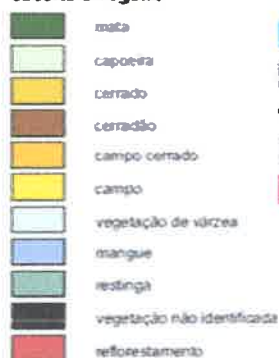 mata
capoeira
cerrado
cerradão
campo cerrado
campo
vegetação de várzea
mangue
restinga
vegetação não identificada
reflorestamento